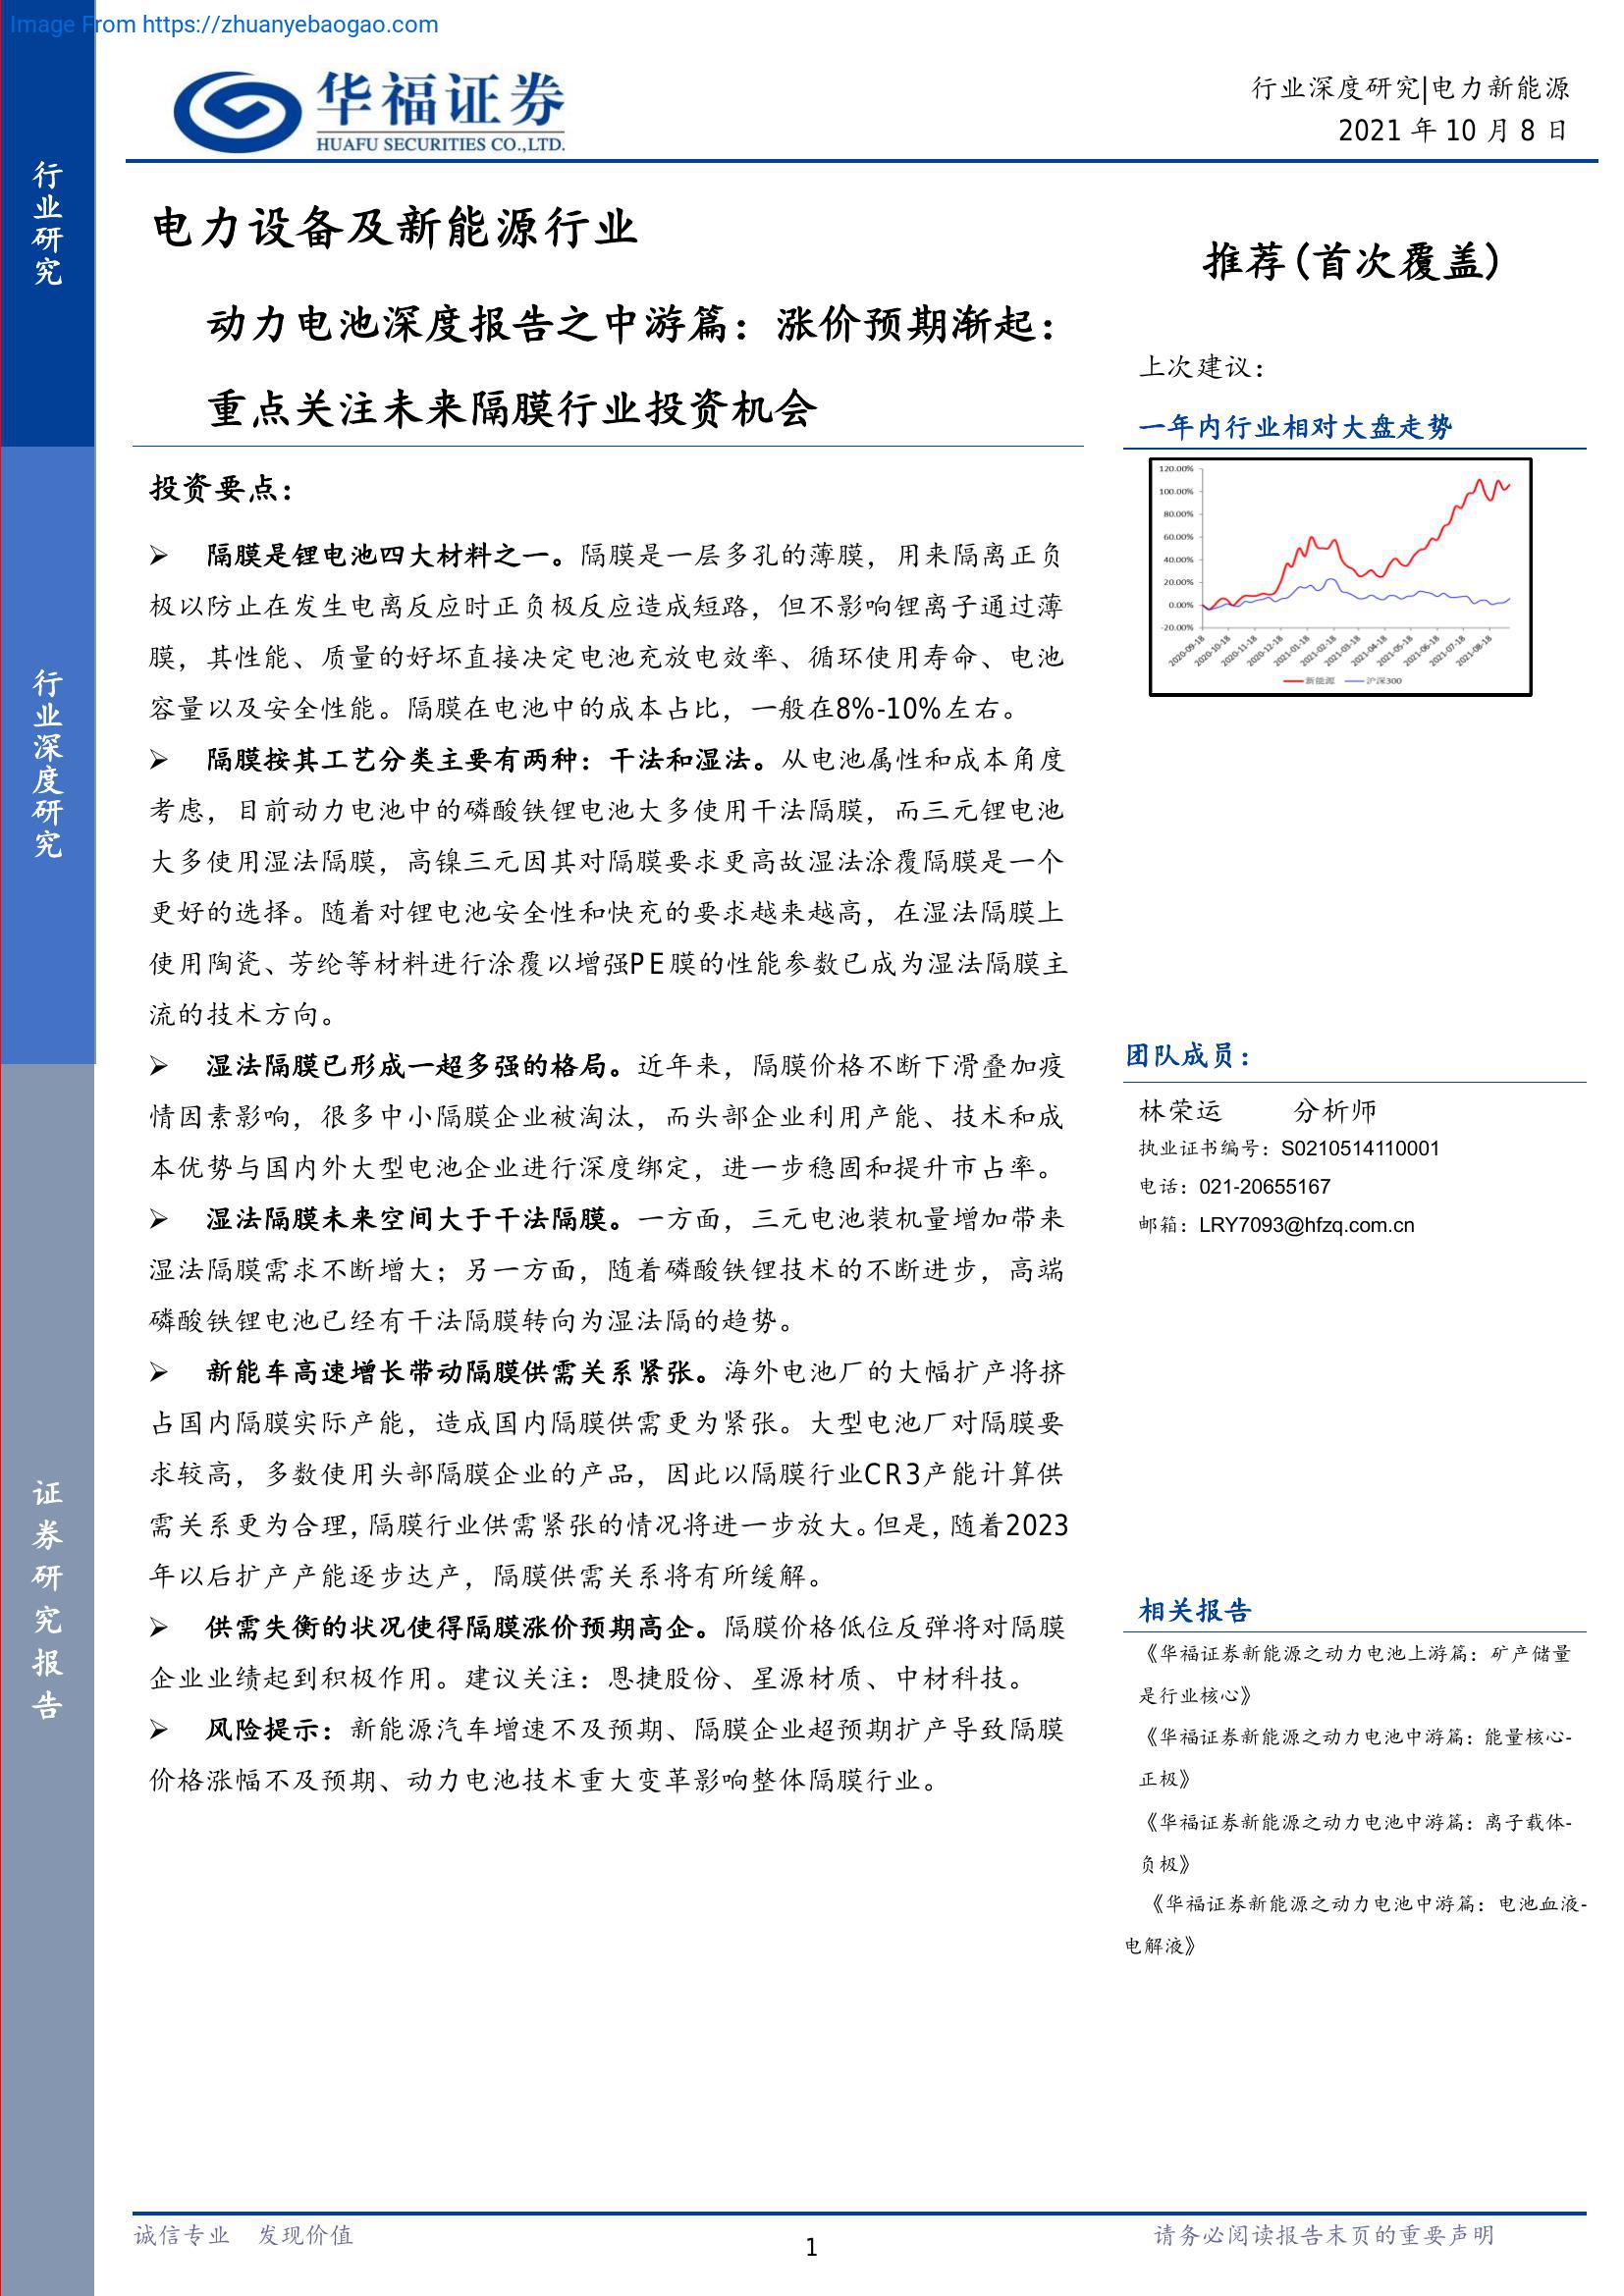 Image From https://zhuanyebaogao.com
华福证券
HUAFU SECURITIES CO.,LTD.
行业深度研究|电力新能源
2021 年 10 月 8 日
行业研究
行业深度研究
证券研究报告
电力设备及新能源行业
动力电池深度报告之中游篇：涨价预期渐起：
重点关注未来隔膜行业投资机会
投资要点：
➢ 隔膜是锂电池四大材料之一。隔膜是一层多孔的薄膜，用来隔离正负
极以防止在发生电离反应时正负极反应造成短路，但不影响锂离子通过薄
膜，其性能、质量的好坏直接决定电池充放电效率、循环使用寿命、电池
容量以及安全性能。隔膜在电池中的成本占比，一般在8%-10%左右。
➢ 隔膜按其工艺分类主要有两种：干法和湿法。从电池属性和成本角度
考虑，目前动力电池中的磷酸铁锂电池大多使用干法隔膜，而三元锂电池
大多使用湿法隔膜，高镍三元因其对隔膜要求更高故湿法涂覆隔膜是一个
更好的选择。随着对锂电池安全性和快充的要求越来越高，在湿法隔膜上
使用陶瓷、芳纶等材料进行涂覆以增强PE膜的性能参数已成为湿法隔膜主
流的技术方向。
➢ 湿法隔膜已形成一超多强的格局。近年来，隔膜价格不断下滑叠加疫
情因素影响，很多中小隔膜企业被淘汰，而头部企业利用产能、技术和成
本优势与国内外大型电池企业进行深度绑定，进一步稳固和提升市占率。
➢ 湿法隔膜未来空间大于干法隔膜。一方面，三元电池装机量增加带来
湿法隔膜需求不断增大；另一方面，随着磷酸铁锂技术的不断进步，高端
磷酸铁锂电池已经有干法隔膜转向为湿法隔的趋势。
➢ 新能车高速增长带动隔膜供需关系紧张。海外电池厂的大幅扩产将挤
占国内隔膜实际产能，造成国内隔膜供需更为紧张。大型电池厂对隔膜要
求较高，多数使用头部隔膜企业的产品，因此以隔膜行业CR3产能计算供
需关系更为合理，隔膜行业供需紧张的情况将进一步放大。但是，随着2023
年以后扩产产能逐步达产，隔膜供需关系将有所缓解。
➢ 供需失衡的状况使得隔膜涨价预期高企。隔膜价格低位反弹将对隔膜
企业业绩起到积极作用。建议关注：恩捷股份、星源材质、中材科技。
➢ 风险提示：新能源汽车增速不及预期、隔膜企业超预期扩产导致隔膜
价格涨幅不及预期、动力电池技术重大变革影响整体隔膜行业。
推荐(首次覆盖)
上次建议：
一年内行业相对大盘走势
120.00%
100.00%
80.00%
60.00%
40.00%
20.00%
0.00%
-20.00%
2020-09-18
2020-10-18
2020-11-18
2020-12-18
2021-01-18
2021-02-18
2021-03-18
2021-04-18
2021-05-18
2021-06-18
2021-07-18
2021-08-18
新能源 沪深300
团队成员：
林荣运 分析师
执业证书编号：S0210514110001
电话：021-20655167
邮箱：LRY7093@hfzq.com.cn
相关报告
《华福证券新能源之动力电池上游篇：矿产储量
是行业核心》
《华福证券新能源之动力电池中游篇：能量核心-
正极》
《华福证券新能源之动力电池中游篇：离子载体-
负极》
《华福证券新能源之动力电池中游篇：电池血液-
电解液》
诚信专业 发现价值
1
请务必阅读报告末页的重要声明